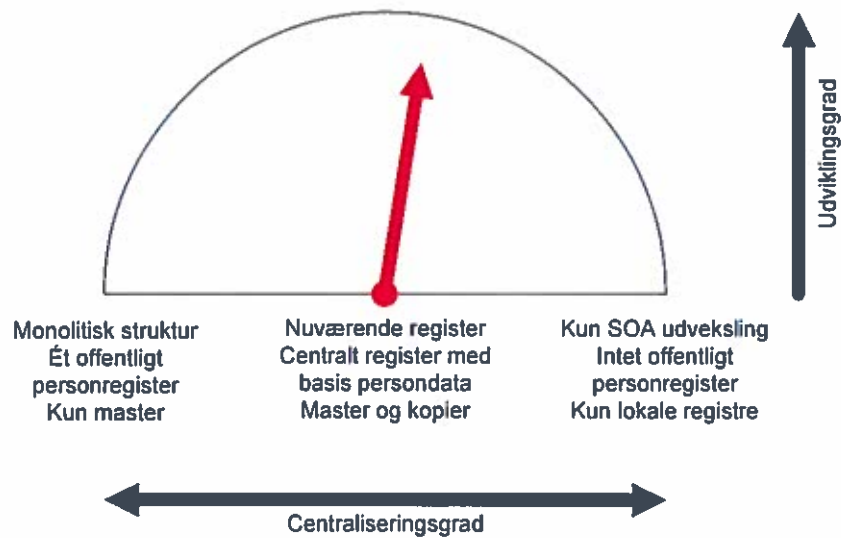 Udviklingsgrad
Monolitisk struktur
Ét offentligt
personregister
Kun master
Nuværende register
Centralt register med
basis persondata
Master og kopier
Kun SOA udveksling
Intet offentligt
personregister
Kun lokale registre
Centraliseringsgrad